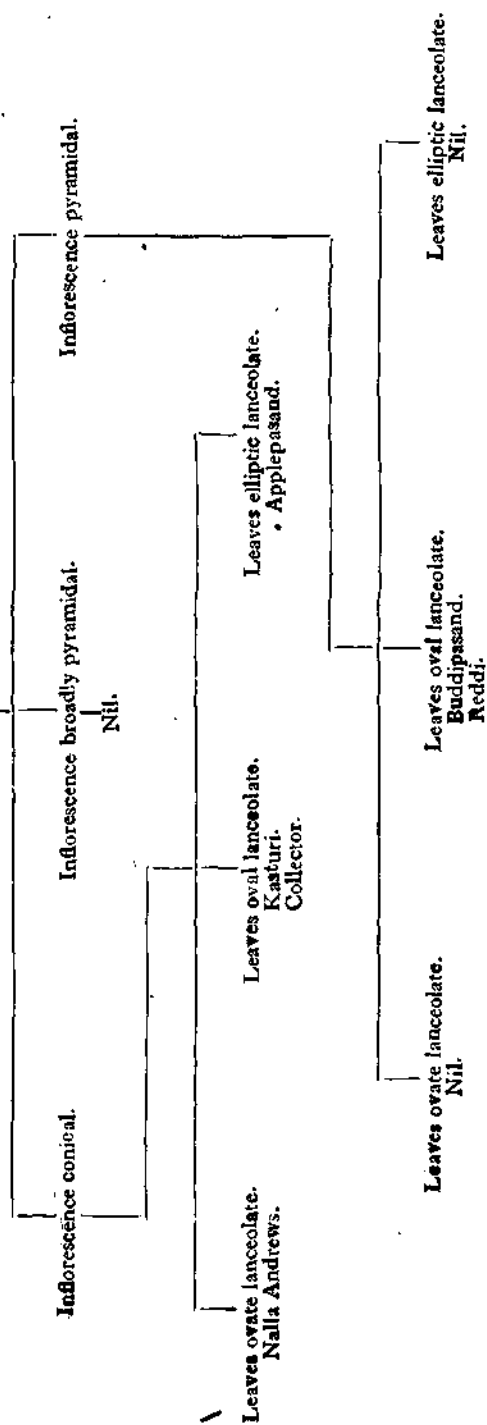 Inflorescence conical.
Inflorescence broadly pyramidal.
Nil.
Inflorescence pyramidal.
Leaves ovate lanceolate.
Nalla Andrews.
Leaves oval lanceolate.
Kasturi.
Collector.
Leaves elliptic lanceolate.
Applepasand.
Leaves ovate lanceolate.
Nil.
Leaves oval lanceolate.
Buddipasand.
Reddi.
Leaves elliptic lanceolate.
Nil.